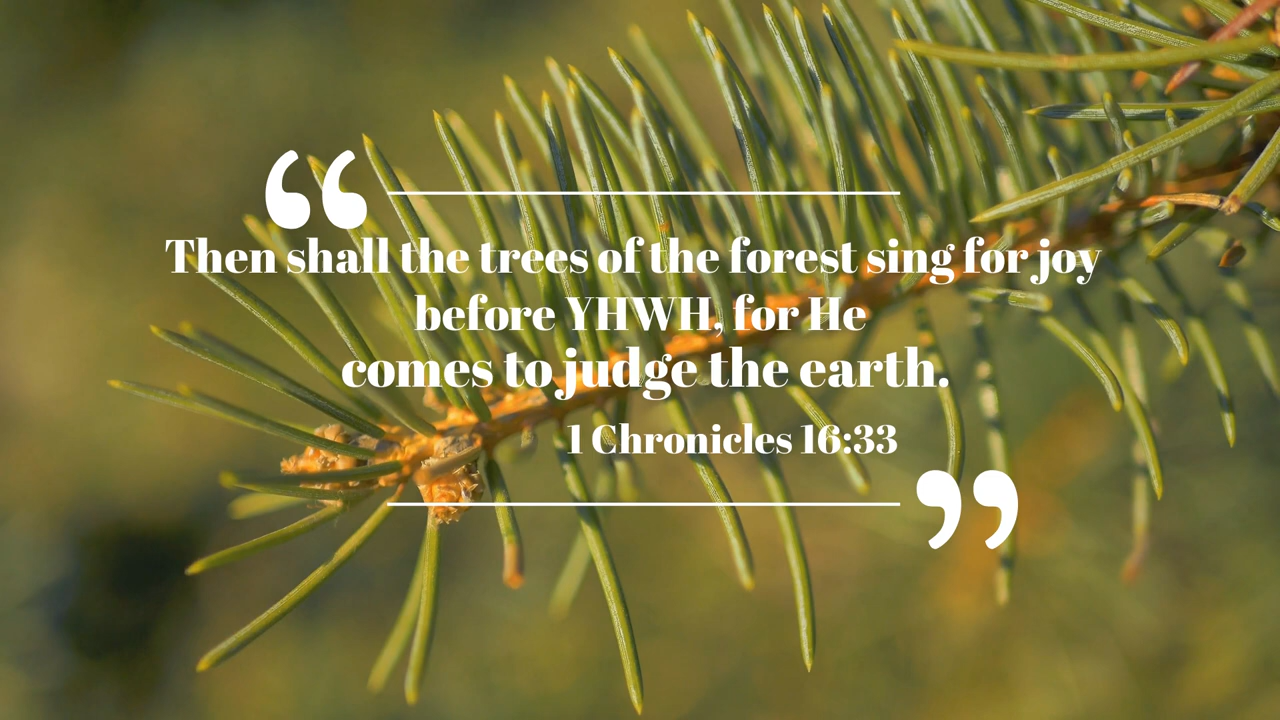 “
Then shall the trees of the forest sing for joy
before YHWH, for He
comes to judge the earth.
1 Chronicles 16:33
”